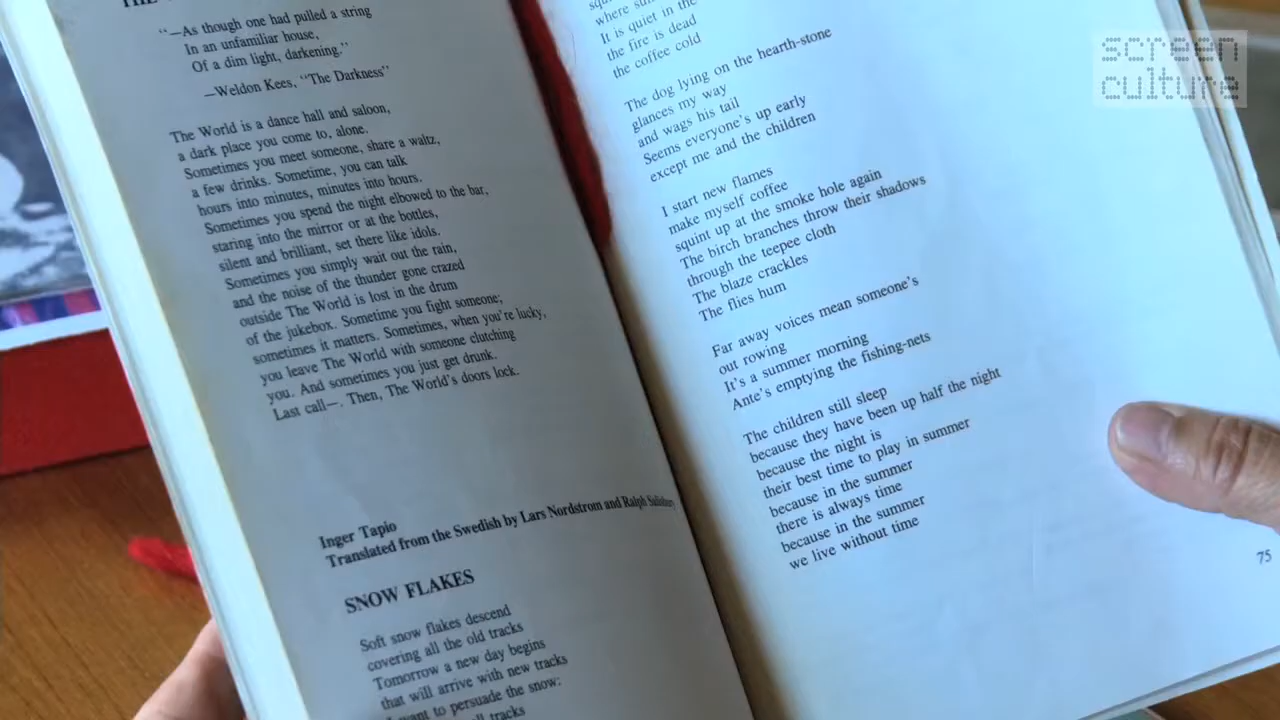 “—As though one had pulled a string
In an unfamiliar house,
Of a dim light, darkening.”
—Weldon Kees, “The Darkness”
The World is a dance hall and saloon,
a dark place you come to, alone.
Sometimes you meet someone, share a waltz,
a few drinks. Sometime, you can talk
hours into minutes, minutes into hours.
Sometimes you spend the night elbowed to the bar,
staring into the mirror or at the bottles,
silent and brilliant, set there like idols.
Sometimes you simply wait out the rain,
and the noise of the thunder gone crazed
outside The World is lost in the drum
of the jukebox. Sometime you fight someone;
sometimes it matters. Sometimes, when you're lucky,
you leave The World with someone clutching
you. And sometimes you just get drunk.
Last call—. Then, The World's doors lock.
Inger Tapio
Translated from the Swedish by Lars Nordstrom and Ralph Salisbury
SNOW FLAKES
Soft snow flakes descend
covering all the old tracks
Tomorrow a new day begins
that will arrive with new tracks
want to persuade the snow:
tracks
where
It is quiet in the
the fire is dead
the coffee cold
The dog lying on the hearth-stone
glances my way
and wags his tail
Seems everyone's up early
except me and the children
I start new flames
make myself coffee
squint up at the smoke hole again
The birch branches throw their shadows
through the teepee cloth
The blaze crackles
The flies hum
Far away voices mean someone's
out rowing
It's a summer morning
Ante's emptying the fishing-nets
The children still sleep
because they have been up half the night
because the night is
their best time to play in summer
because in the summer
there is always time
because in the summer
we live without time
75
screen
culture